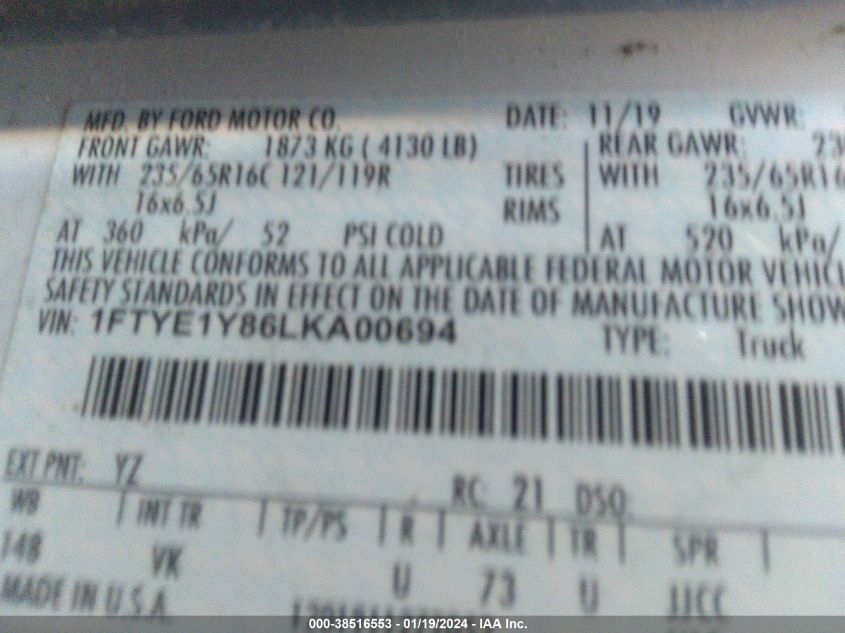 MFD. BY FORD MOTOR CO. DATE: 11/19 GVWR:
FRONT GAWR: 1873 KG ( 4130 LB) REAR GAWR: 23
WITH 235/65R16C 121/119R TIRES WITH 235/65R16
16x6.5J RIMS 16x6.5J
AT 360 kPa/ 52 PSI COLD AT 520 kPa/
THIS VEHICLE CONFORMS TO ALL APPLICABLE FEDERAL MOTOR VEHICL
SAFETY STANDARDS IN EFFECT ON THE DATE OF MANUFACTURE SHOW
VIN: 1FTYE1Y86LKA00694 TYPE: Truck
EXT PNT: YZ RC: 21 DSO:
WB INT TR TP/PS R AXLE TR SPR
148 VK U 73 U JJCC
MADE IN U.S.A.
000-38516553 - 01/19/2024 - IAA Inc.